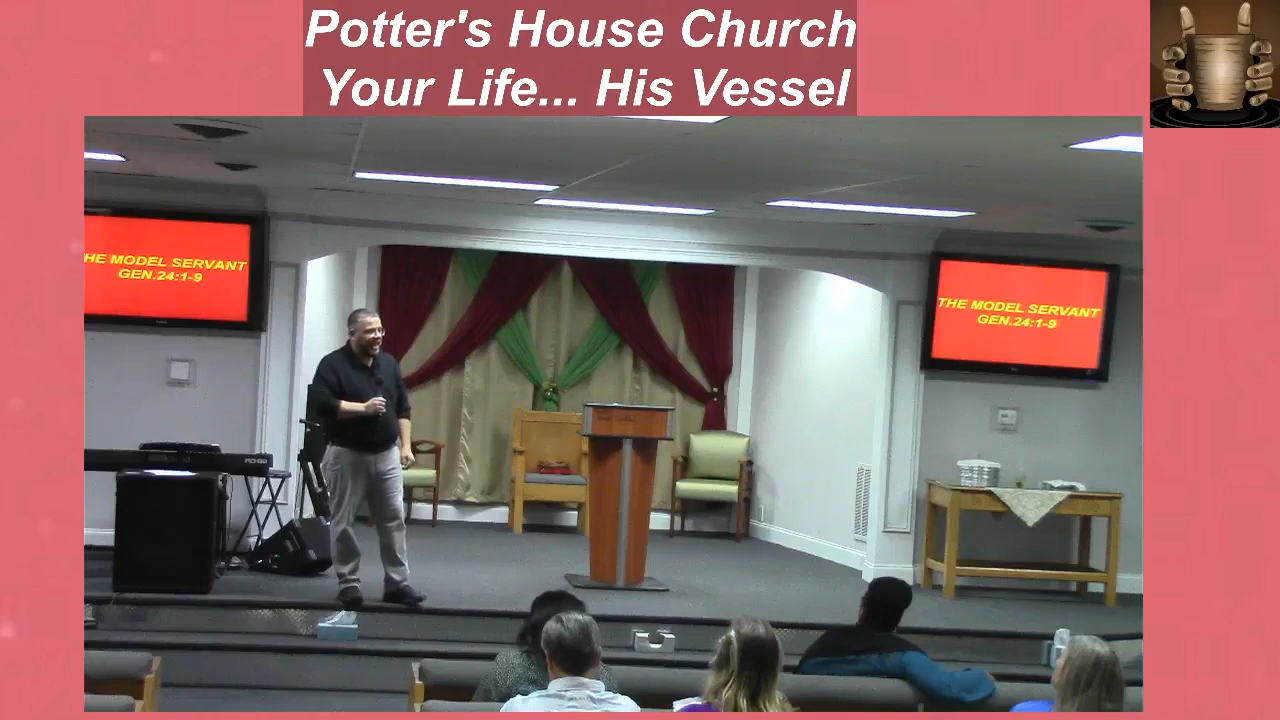 Potter's House Church
Your Life... His Vessel
HE MODEL SERVANT
GEN.24:1-9
THE MODEL SERVANT
GEN.24:1-9